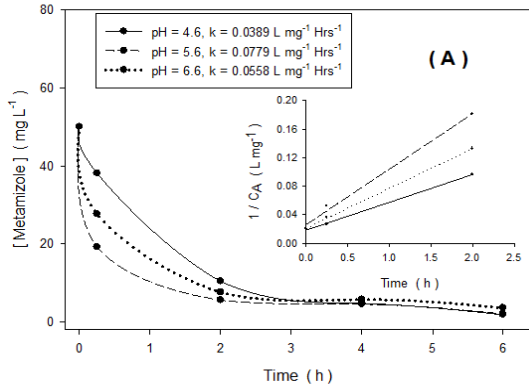 pH = 4.6, k = 0.0389 L mg⁻¹ Hrs⁻¹
pH = 5.6, k = 0.0779 L mg⁻¹ Hrs⁻¹
pH = 6.6, k = 0.0558 L mg⁻¹ Hrs⁻¹
( A )
[ Metamizole ] ( mg L⁻¹ )
80
60
40
20
0
0 1 2 3 4 5 6
Time ( h )
1 / C_A ( L mg⁻¹ )
0.20
0.16
0.12
0.08
0.04
0.00
0.0 0.5 1.0 1.5 2.0 2.5
Time ( h )